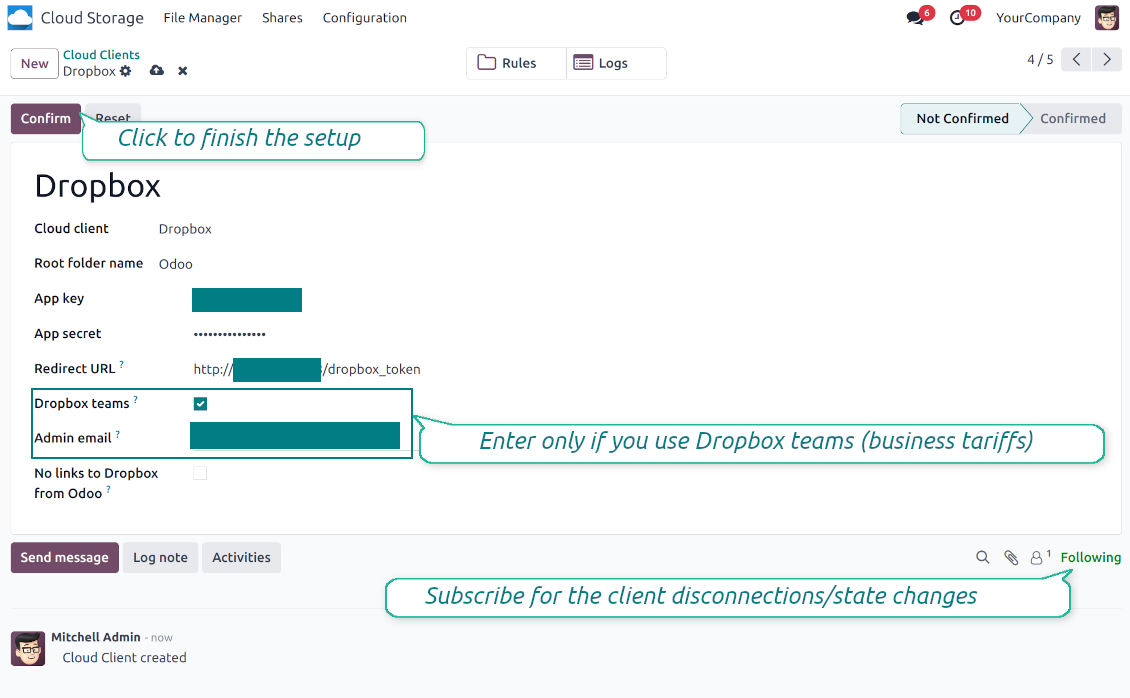 Cloud Storage File Manager Shares Configuration 6 10 YourCompany
New Cloud Clients
Dropbox
Rules Logs 4 / 5
Confirm Reset Not Confirmed Confirmed
Click to finish the setup
Dropbox
Cloud client Dropbox
Root folder name Odoo
App key
App secret •••••••••••••••
Redirect URL ? http:// /dropbox_token
Dropbox teams ?
Admin email ?
Enter only if you use Dropbox teams (business tariffs)
No links to Dropbox
from Odoo ?
Send message Log note Activities 1 Following
Subscribe for the client disconnections/state changes
Mitchell Admin - now
Cloud Client created